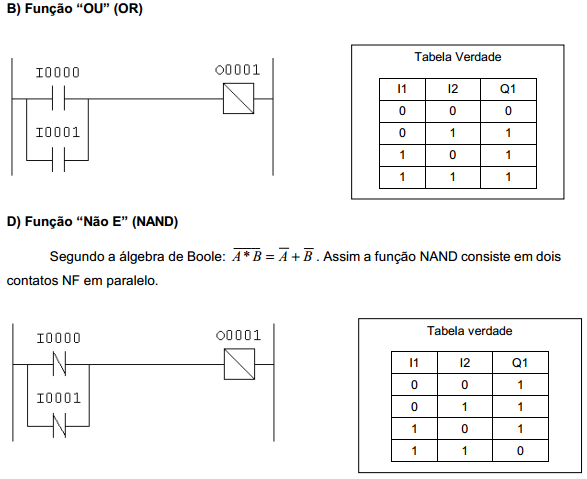 B) Função “OU” (OR)
I0000
O0001
I0001
Tabela Verdade
I1 I2 Q1
0 0 0
0 1 1
1 0 1
1 1 1
D) Função “Não E” (NAND)
Segundo a álgebra de Boole: $\overline{A * B} = \overline{A} + \overline{B}$. Assim a função NAND consiste em dois
contatos NF em paralelo.
I0000
O0001
I0001
Tabela verdade
I1 I2 Q1
0 0 1
0 1 1
1 0 1
1 1 0